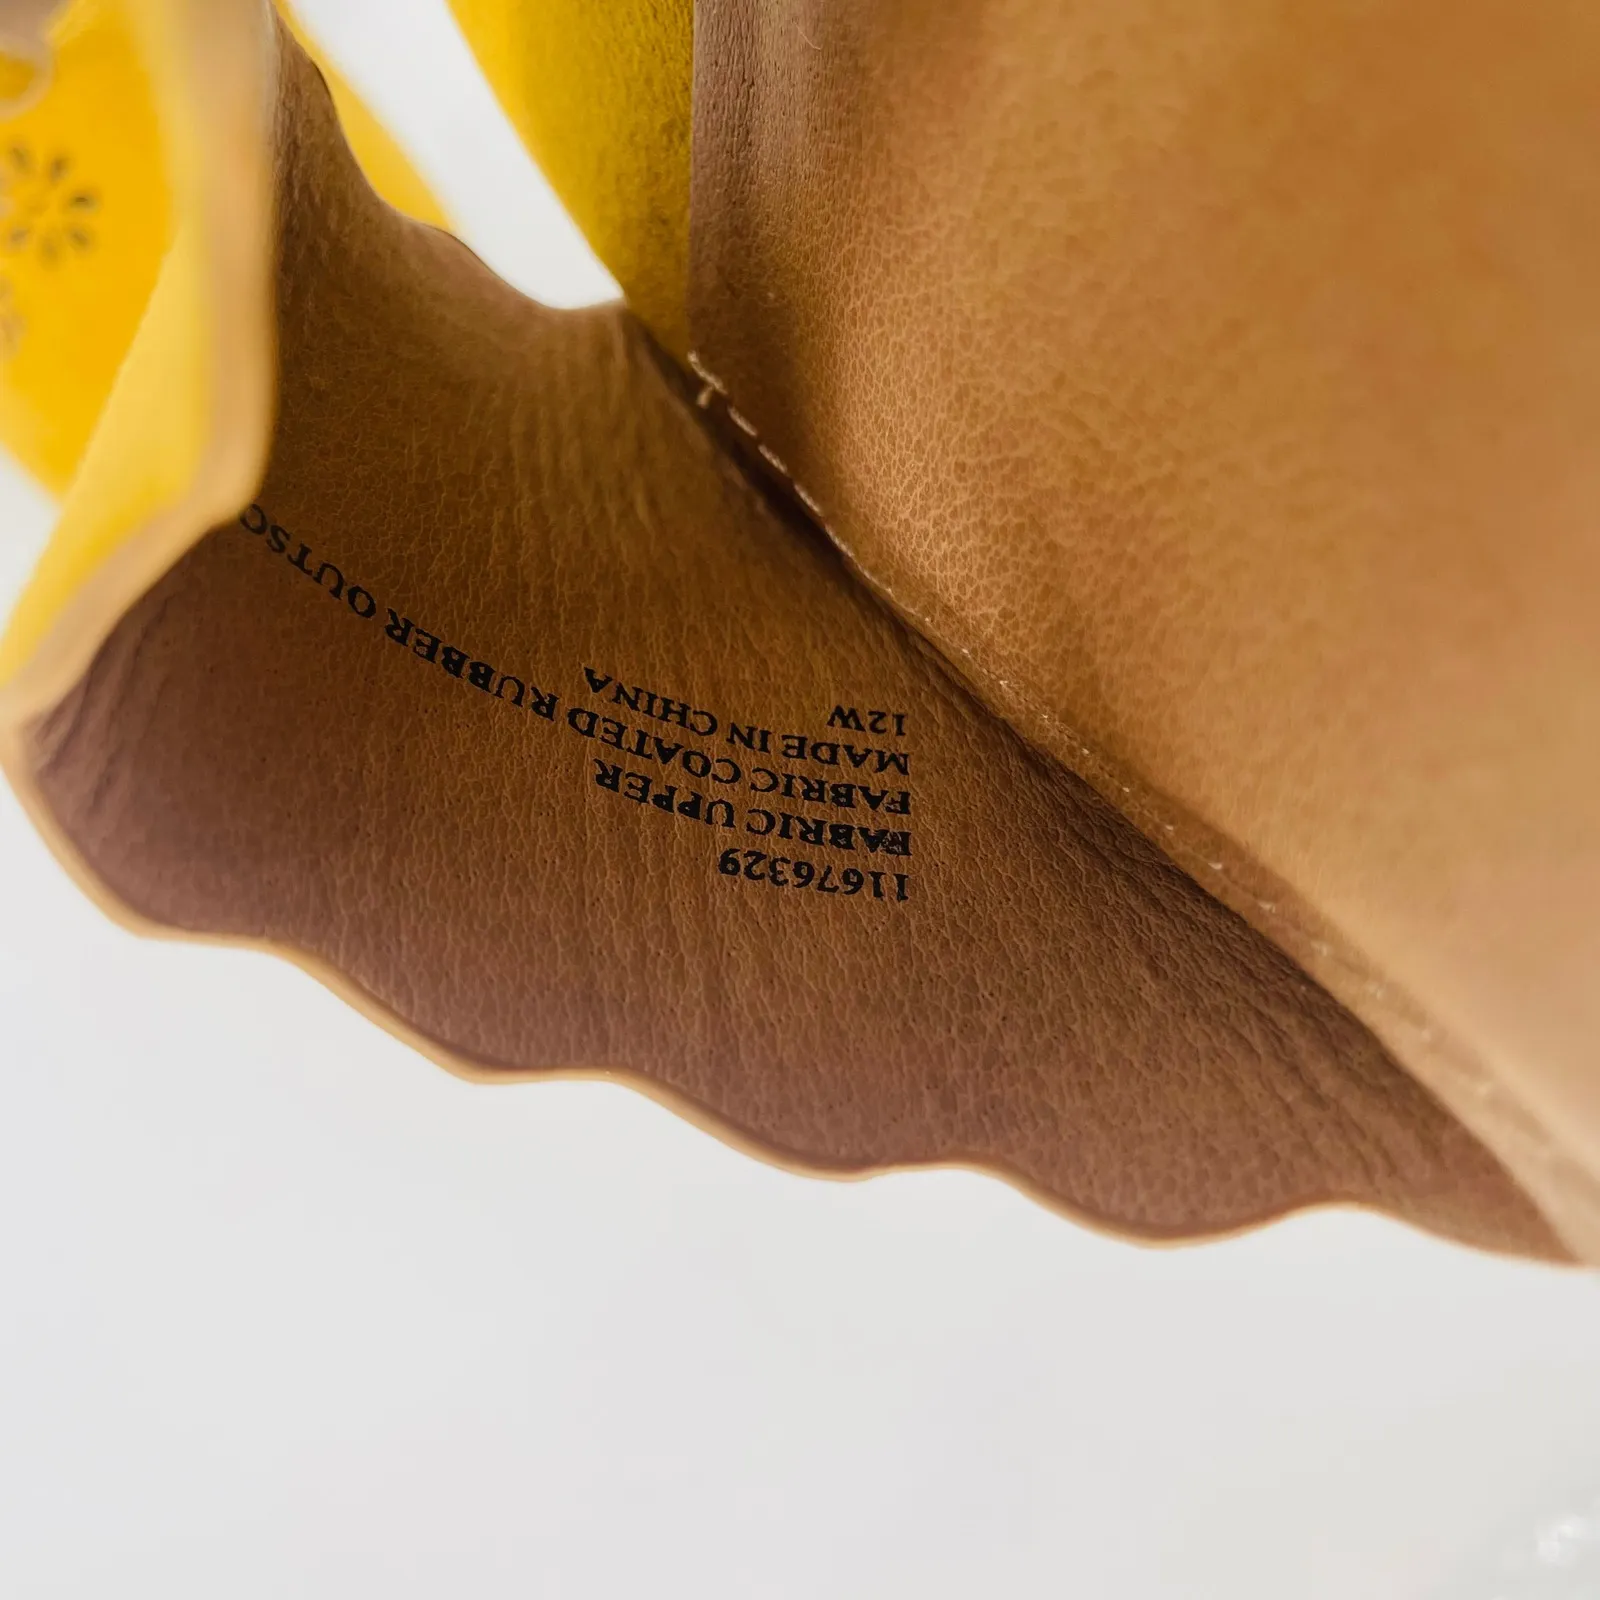 11676329
FABRIC UPPER
FABRIC COATED RUBBER OUTSO
MADE IN CHINA
12W